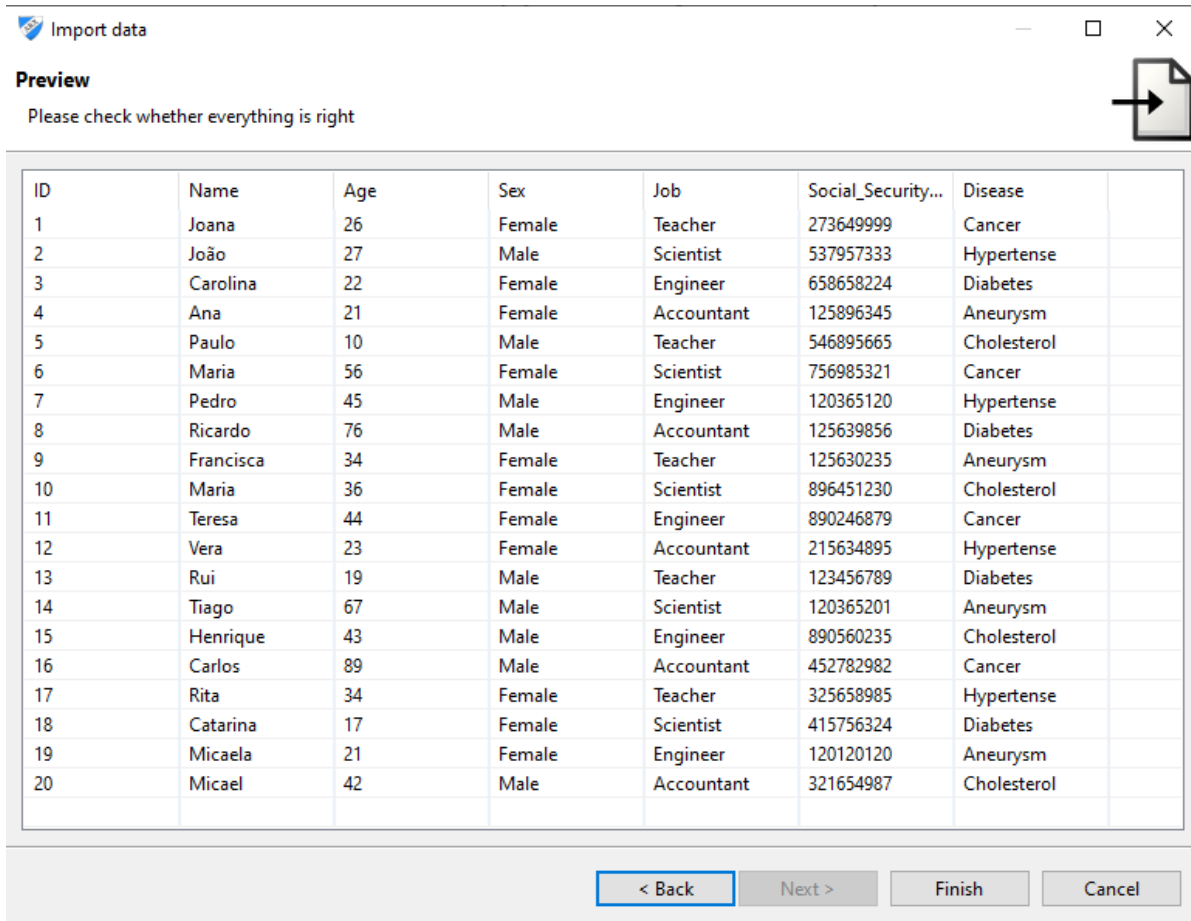 Import data
Preview
Please check whether everything is right
ID Name Age Sex Job Social_Security... Disease
1 Joana 26 Female Teacher 273649999 Cancer
2 João 27 Male Scientist 537957333 Hypertense
3 Carolina 22 Female Engineer 658658224 Diabetes
4 Ana 21 Female Accountant 125896345 Aneurysm
5 Paulo 10 Male Teacher 546895665 Cholesterol
6 Maria 56 Female Scientist 756985321 Cancer
7 Pedro 45 Male Engineer 120365120 Hypertense
8 Ricardo 76 Male Accountant 125639856 Diabetes
9 Francisca 34 Female Teacher 125630235 Aneurysm
10 Maria 36 Female Scientist 896451230 Cholesterol
11 Teresa 44 Female Engineer 890246879 Cancer
12 Vera 23 Female Accountant 215634895 Hypertense
13 Rui 19 Male Teacher 123456789 Diabetes
14 Tiago 67 Male Scientist 120365201 Aneurysm
15 Henrique 43 Male Engineer 890560235 Cholesterol
16 Carlos 89 Male Accountant 452782982 Cancer
17 Rita 34 Female Teacher 325658985 Hypertense
18 Catarina 17 Female Scientist 415756324 Diabetes
19 Micaela 21 Female Engineer 120120120 Aneurysm
20 Micael 42 Male Accountant 321654987 Cholesterol
< Back Next > Finish Cancel